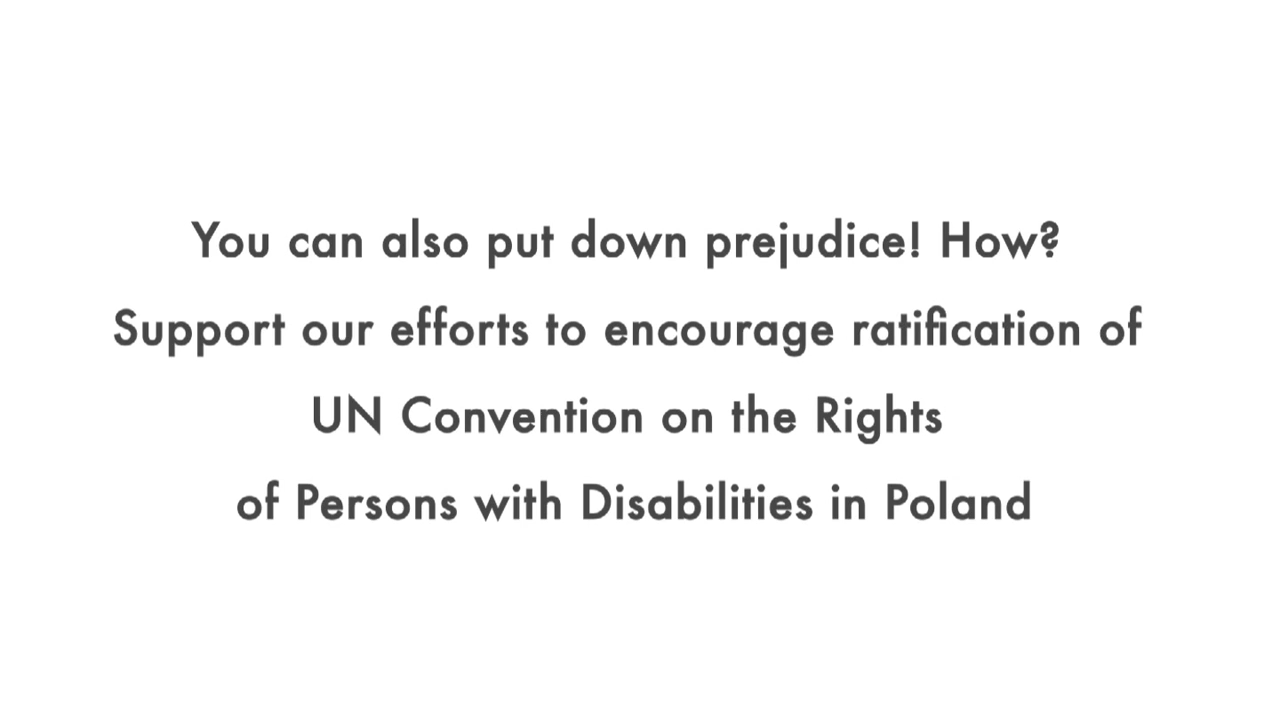 You can also put down prejudice! How?
Support our efforts to encourage ratification of
UN Convention on the Rights
of Persons with Disabilities in Poland